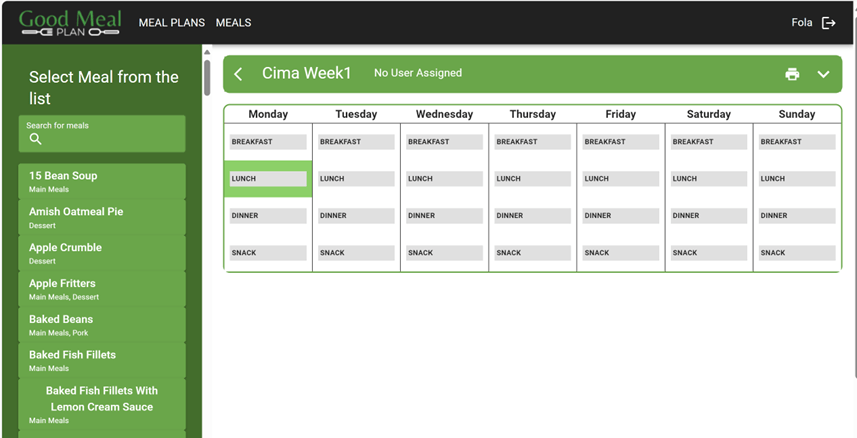 Good Meal
PLAN
MEAL PLANS MEALS
Fola
Select Meal from the
list
Search for meals
15 Bean Soup
Main Meals
Amish Oatmeal Pie
Dessert
Apple Crumble
Dessert
Apple Fritters
Main Meals, Dessert
Baked Beans
Main Meals, Pork
Baked Fish Fillets
Main Meals
Baked Fish Fillets With
Lemon Cream Sauce
Main Meals
Cima Week1 No User Assigned
Monday Tuesday Wednesday Thursday Friday Saturday Sunday
BREAKFAST BREAKFAST BREAKFAST BREAKFAST BREAKFAST BREAKFAST BREAKFAST
LUNCH LUNCH LUNCH LUNCH LUNCH LUNCH LUNCH
DINNER DINNER DINNER DINNER DINNER DINNER DINNER
SNACK SNACK SNACK SNACK SNACK SNACK SNACK